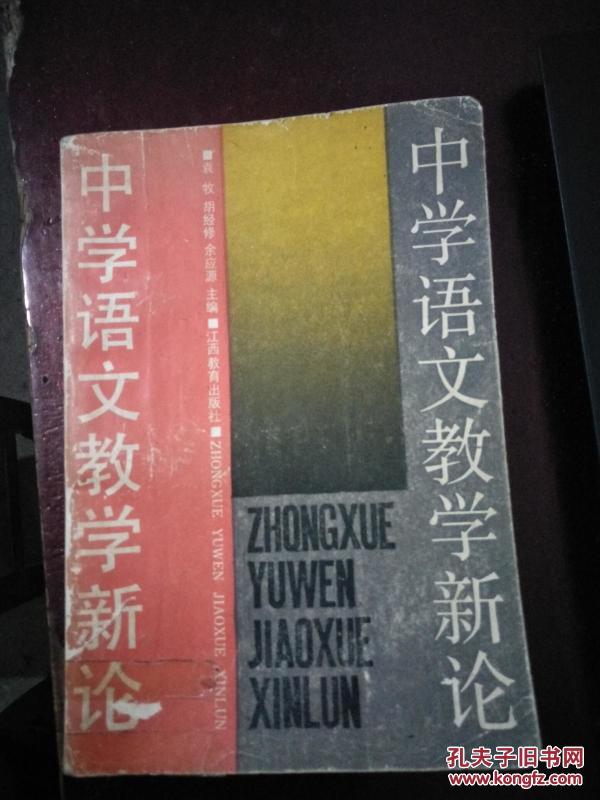 中学语文教学新论
■袁牧 胡经修 余应源 主编■江西教育出版社■ZHONGXUE YUWEN JIAOXUE XINLUN
中学语文教学新论
ZHONGXUE
YUWEN
JIAOXUE
XINLUN
孔夫子旧书网
www.kongfz.com